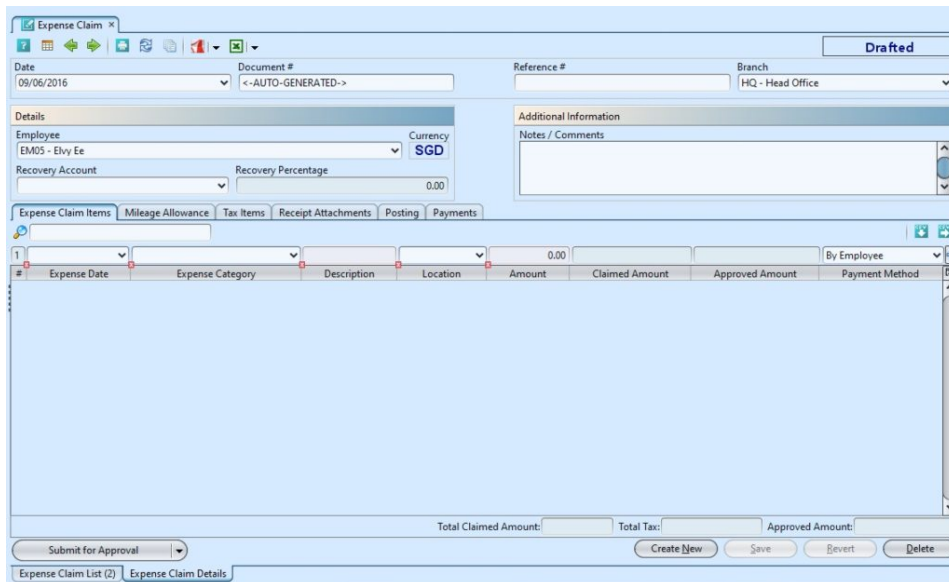 Expense Claim ×
Drafted
Date Document # Reference # Branch
09/06/2016 <-AUTO-GENERATED-> HQ - Head Office
Details Additional Information
Employee Currency Notes / Comments
EM05 - Elvy Ee SGD
Recovery Account Recovery Percentage
0.00
Expense Claim Items Mileage Allowance Tax Items Receipt Attachments Posting Payments
1 0.00 By Employee
# Expense Date Expense Category Description Location Amount Claimed Amount Approved Amount Payment Method
Total Claimed Amount: Total Tax: Approved Amount:
Submit for Approval Create New Save Revert Delete
Expense Claim List (2) Expense Claim Details